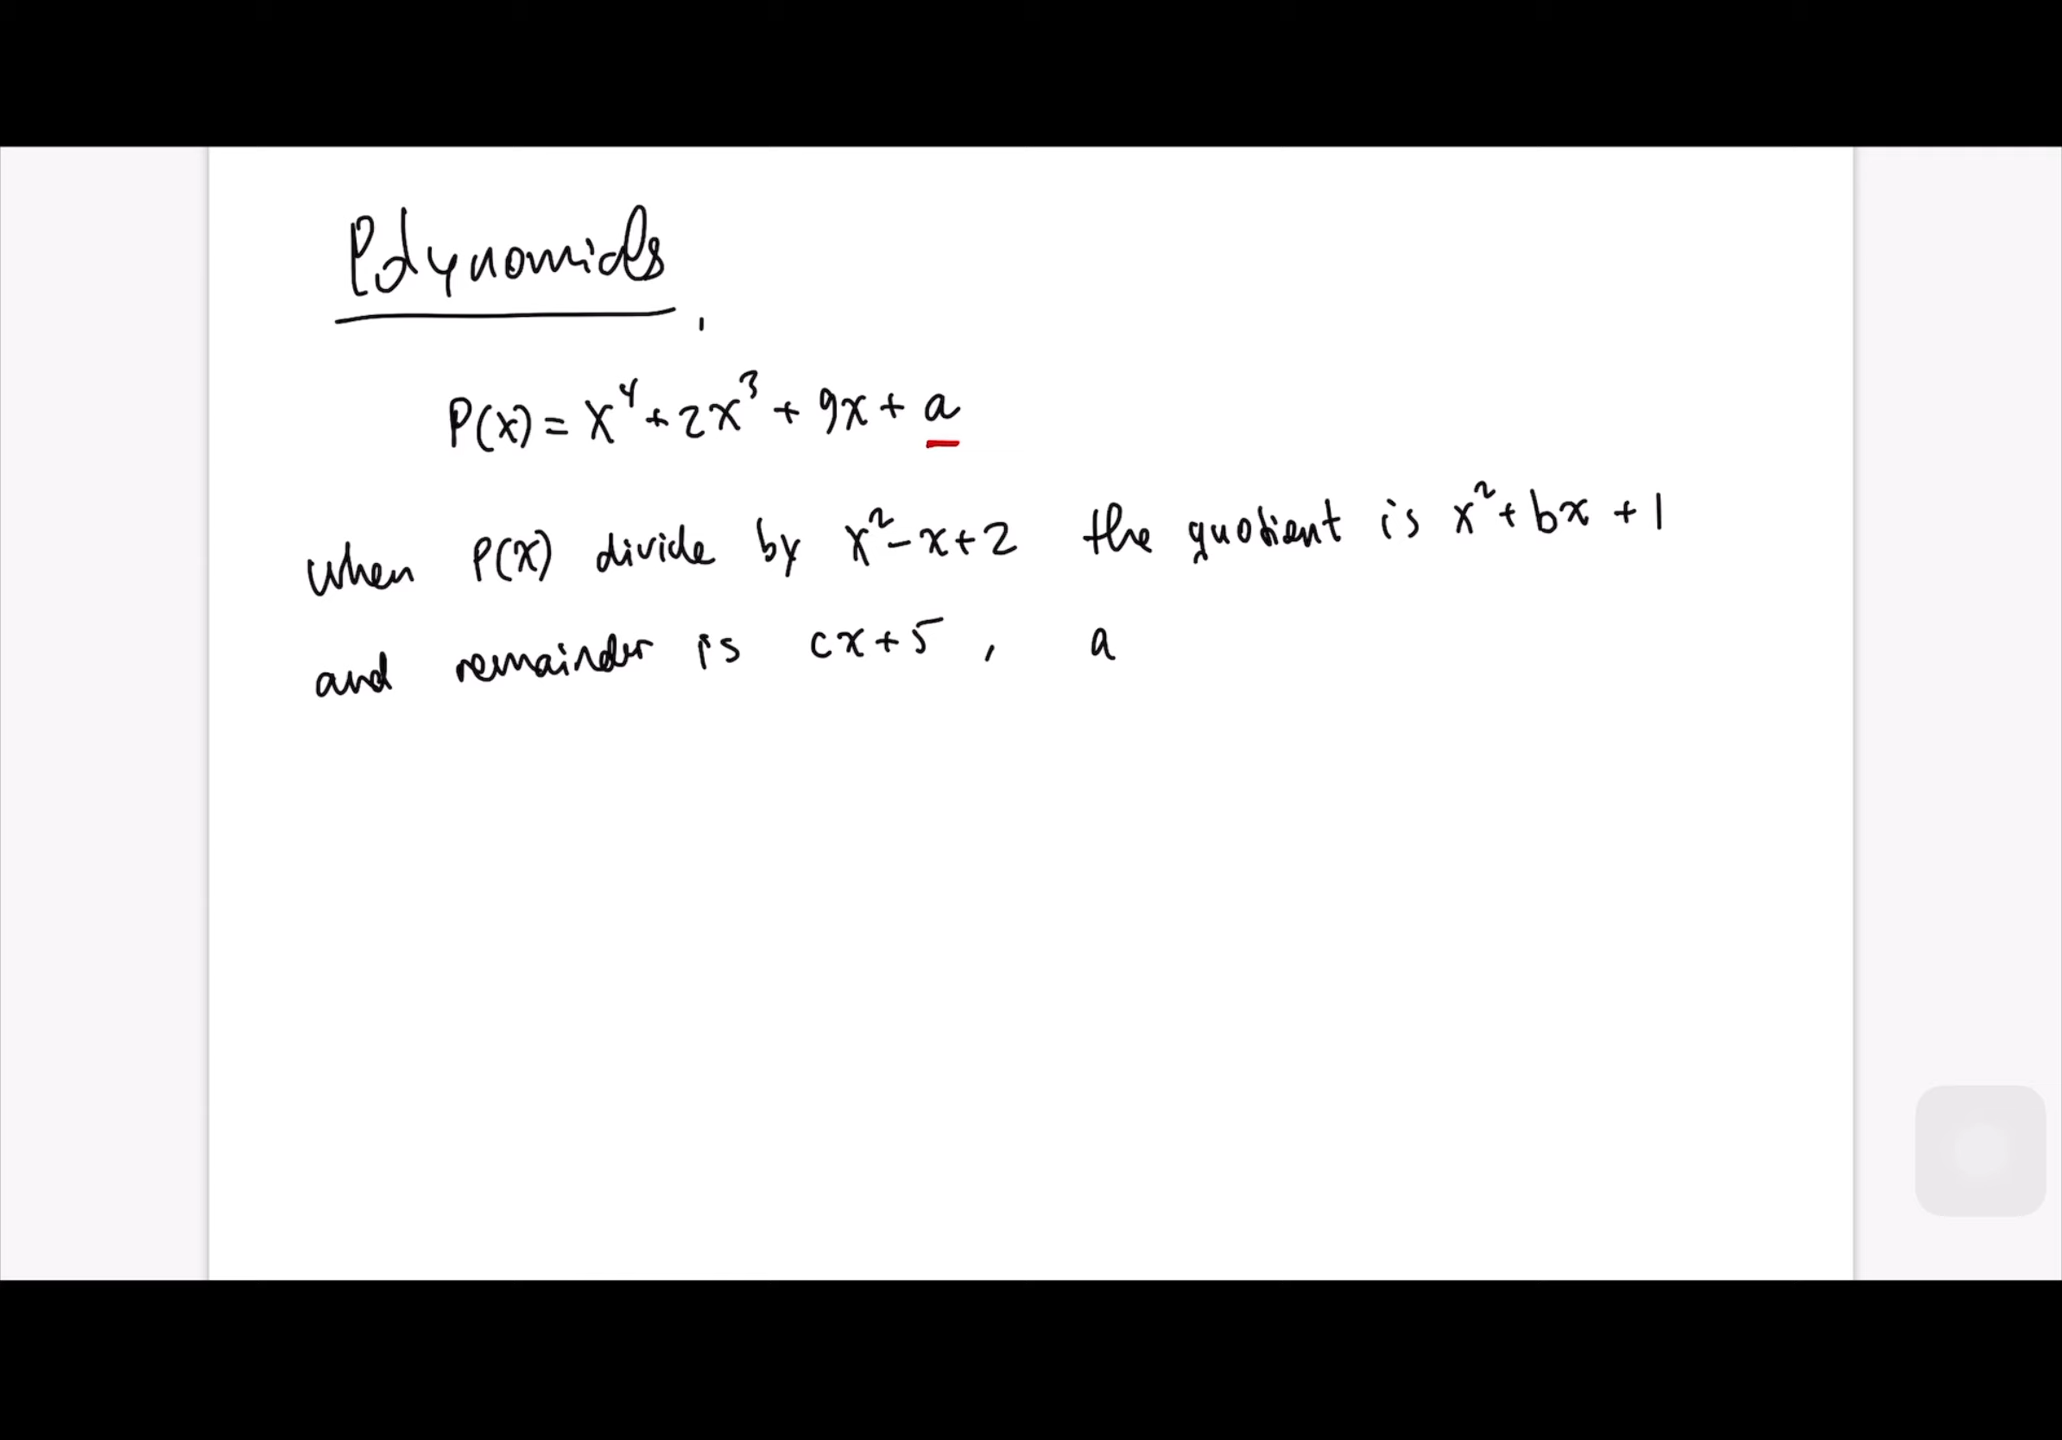 Polynomials
P(x) = x⁴ + 2x³ + 9x + a
when P(x) divide by x² - x + 2 the quotient is x² + bx + 1
and remainder is cx + 5 , a